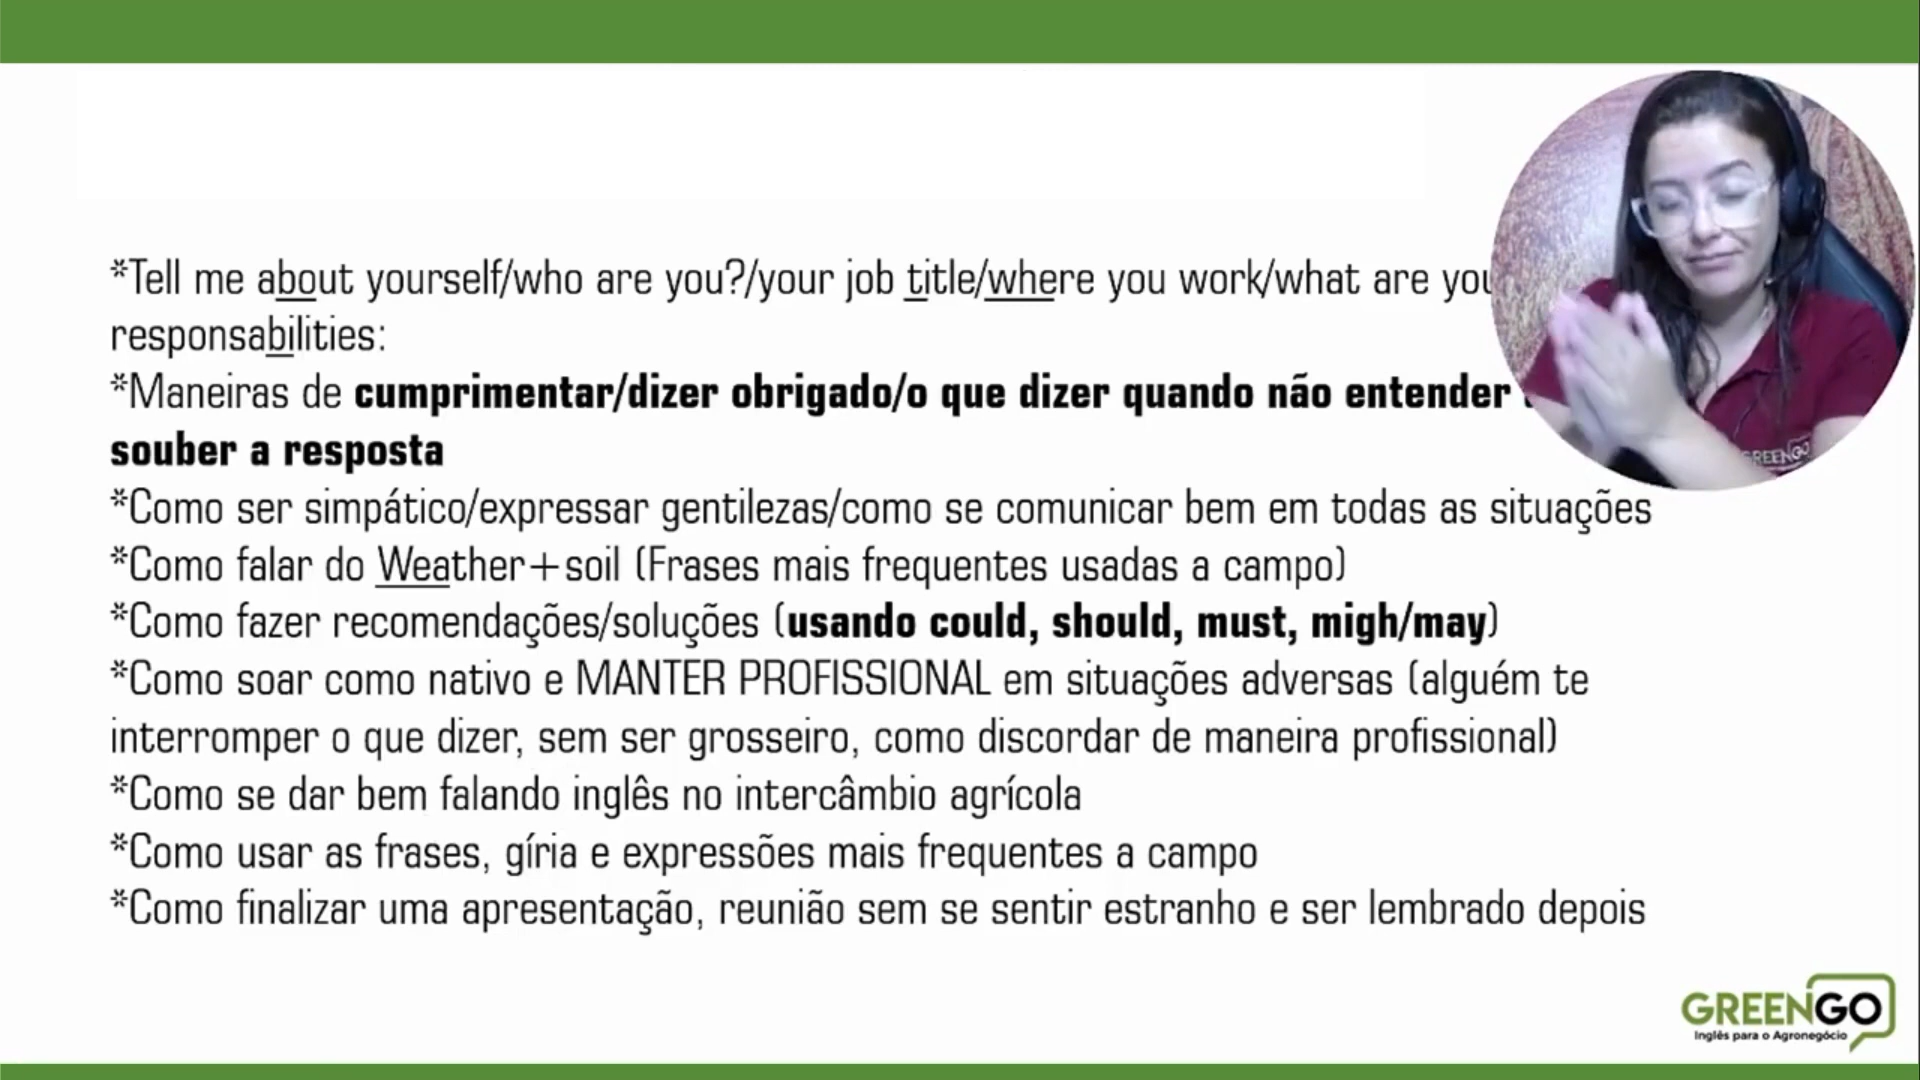 *Tell me about yourself/who are you?/your job title/where you work/what are you
responsabilities:
*Maneiras de cumprimentar/dizer obrigado/o que dizer quando não entender
souber a resposta
*Como ser simpático/expressar gentilezas/como se comunicar bem em todas as situações
*Como falar do Weather+soil (Frases mais frequentes usadas a campo)
*Como fazer recomendações/soluções (usando could, should, must, migh/may)
*Como soar como nativo e MANTER PROFISSIONAL em situações adversas (alguém te
interromper o que dizer, sem ser grosseiro, como discordar de maneira profissional)
*Como se dar bem falando inglês no intercâmbio agrícola
*Como usar as frases, gíria e expressões mais frequentes a campo
*Como finalizar uma apresentação, reunião sem se sentir estranho e ser lembrado depois
GREENGO
GREENGO
Inglês para o Agronegócio